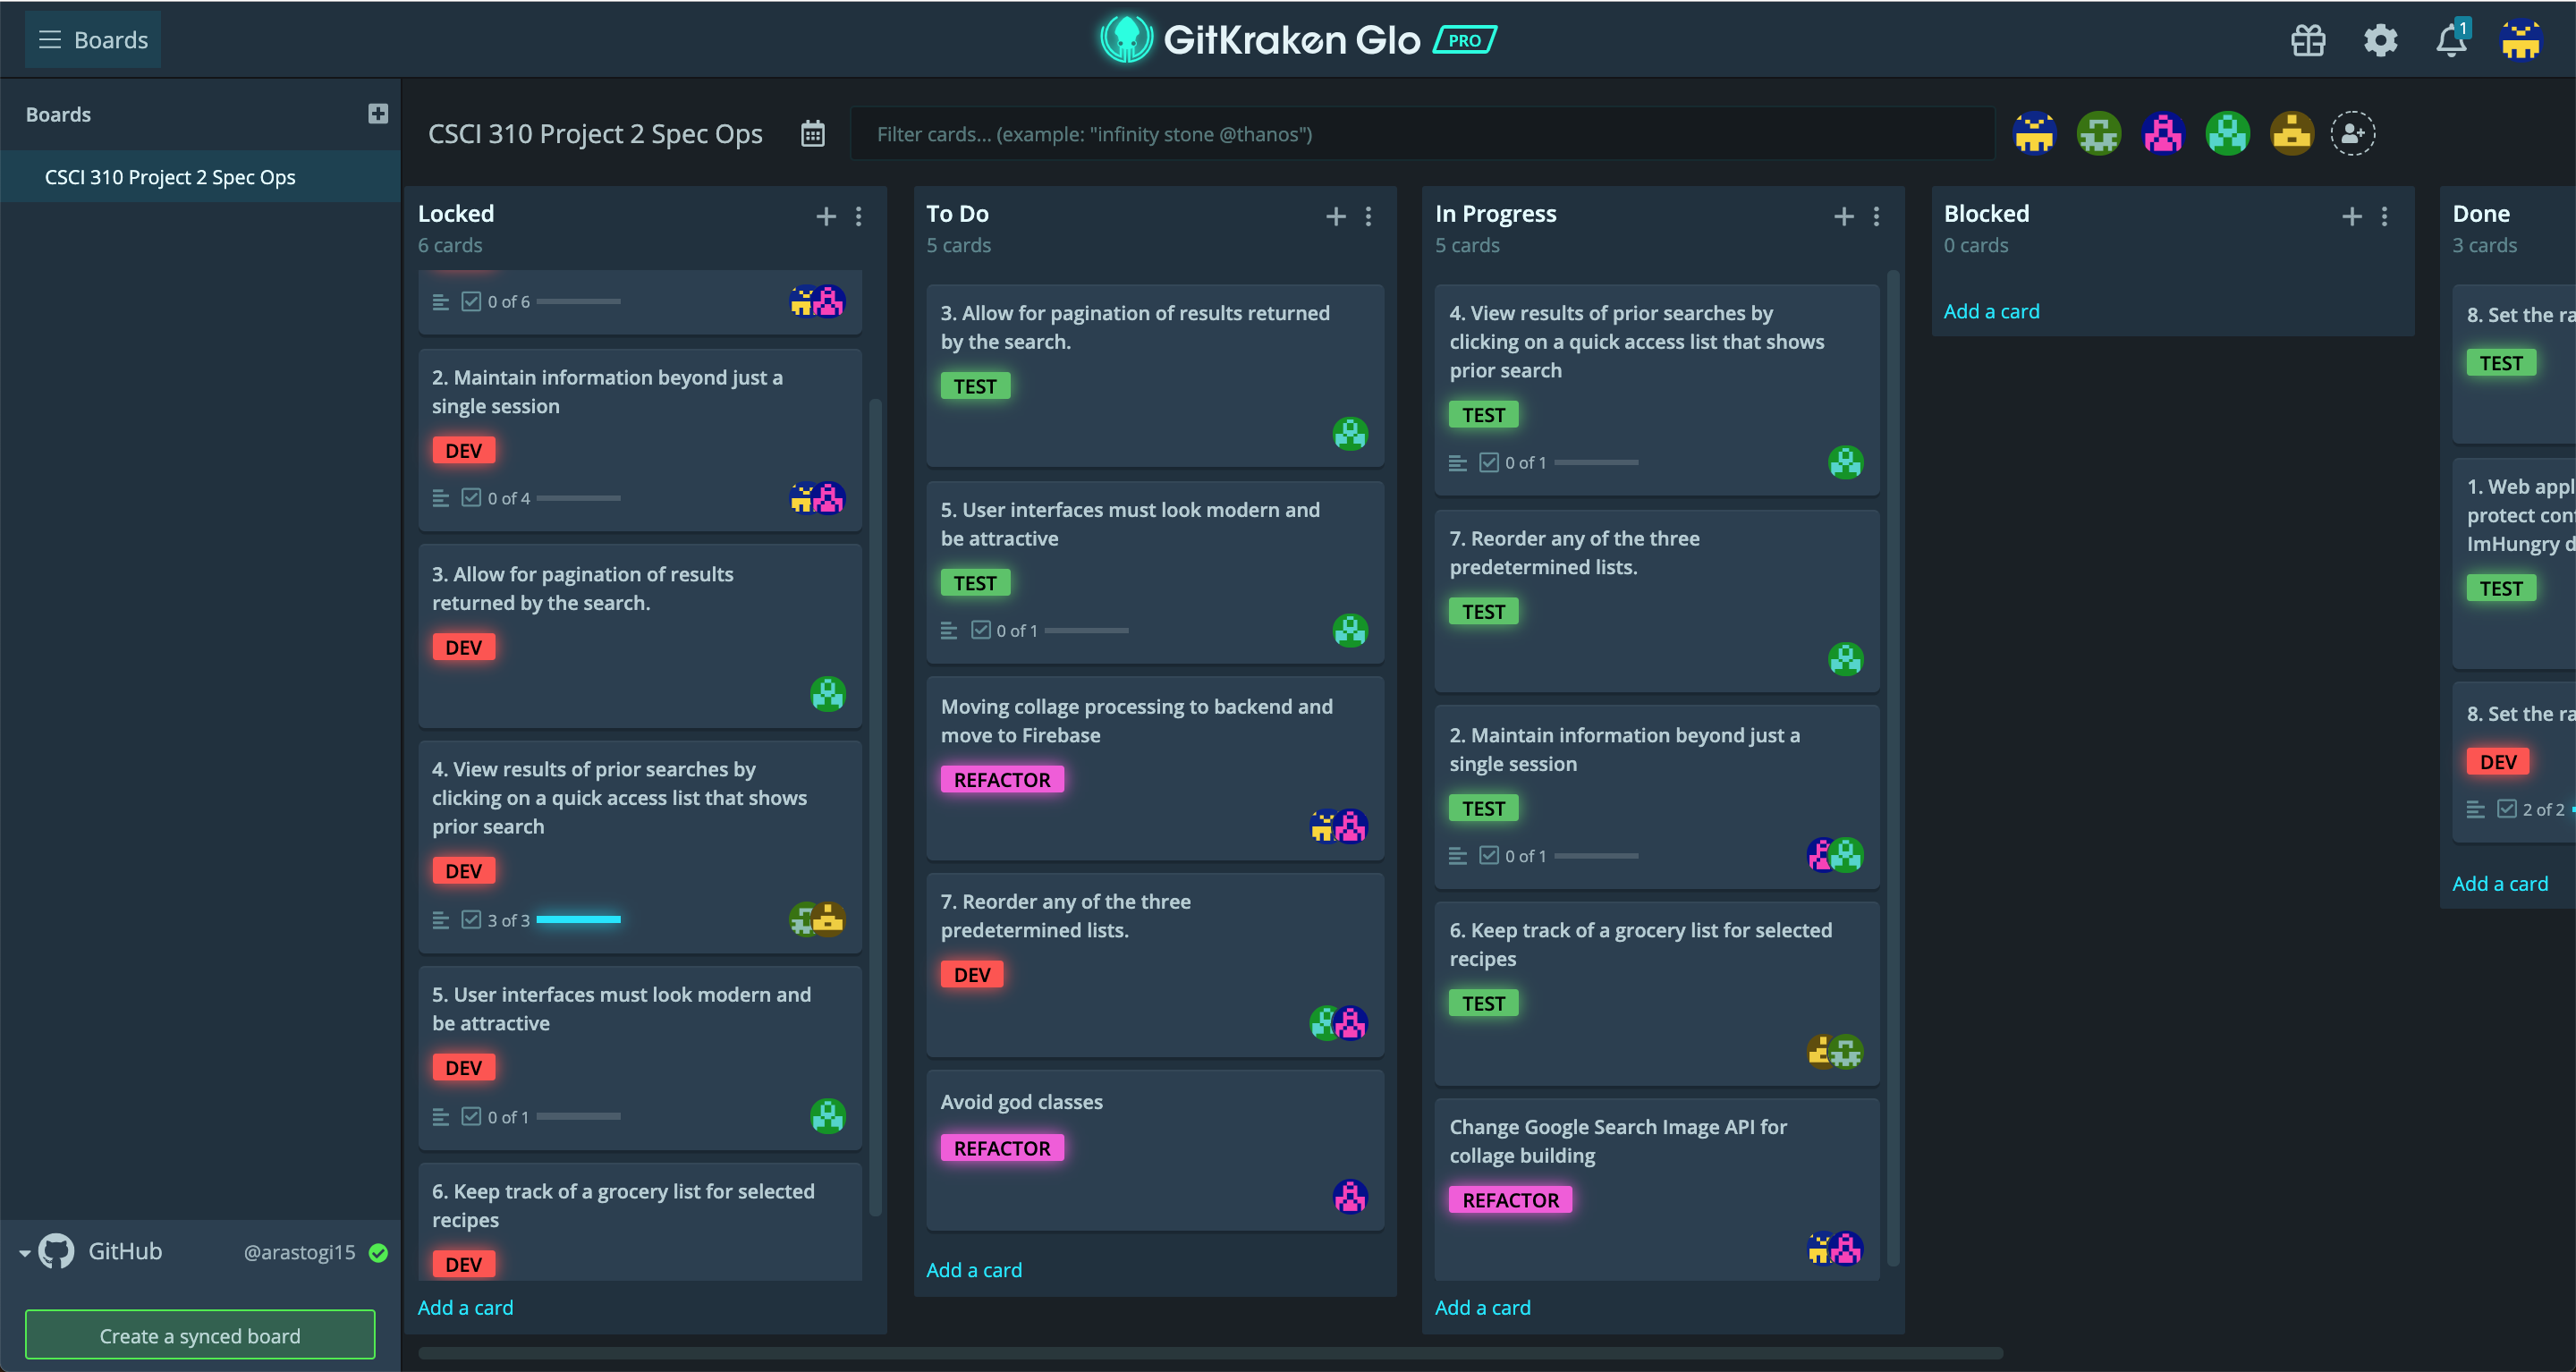 Boards
GitKraken Glo PRO
1
Boards
CSCI 310 Project 2 Spec Ops
CSCI 310 Project 2 Spec Ops
Filter cards... (example: "infinity stone @thanos")
Locked
6 cards
0 of 6
2. Maintain information beyond just a
single session
DEV
0 of 4
3. Allow for pagination of results
returned by the search.
DEV
4. View results of prior searches by
clicking on a quick access list that shows
prior search
DEV
3 of 3
5. User interfaces must look modern and
be attractive
DEV
0 of 1
6. Keep track of a grocery list for selected
recipes
DEV
Add a card
To Do
5 cards
3. Allow for pagination of results returned
by the search.
TEST
5. User interfaces must look modern and
be attractive
TEST
0 of 1
Moving collage processing to backend and
move to Firebase
REFACTOR
7. Reorder any of the three
predetermined lists.
DEV
Avoid god classes
REFACTOR
Add a card
In Progress
5 cards
4. View results of prior searches by
clicking on a quick access list that shows
prior search
TEST
0 of 1
7. Reorder any of the three
predetermined lists.
TEST
2. Maintain information beyond just a
single session
TEST
0 of 1
6. Keep track of a grocery list for selected
recipes
TEST
Change Google Search Image API for
collage building
REFACTOR
Add a card
Blocked
0 cards
Add a card
Done
3 cards
8. Set the
TEST
1. Web
protect
ImHungry
TEST
8. Set the
DEV
2 of 2
Add a card
GitHub
@arastogi15
Create a synced board